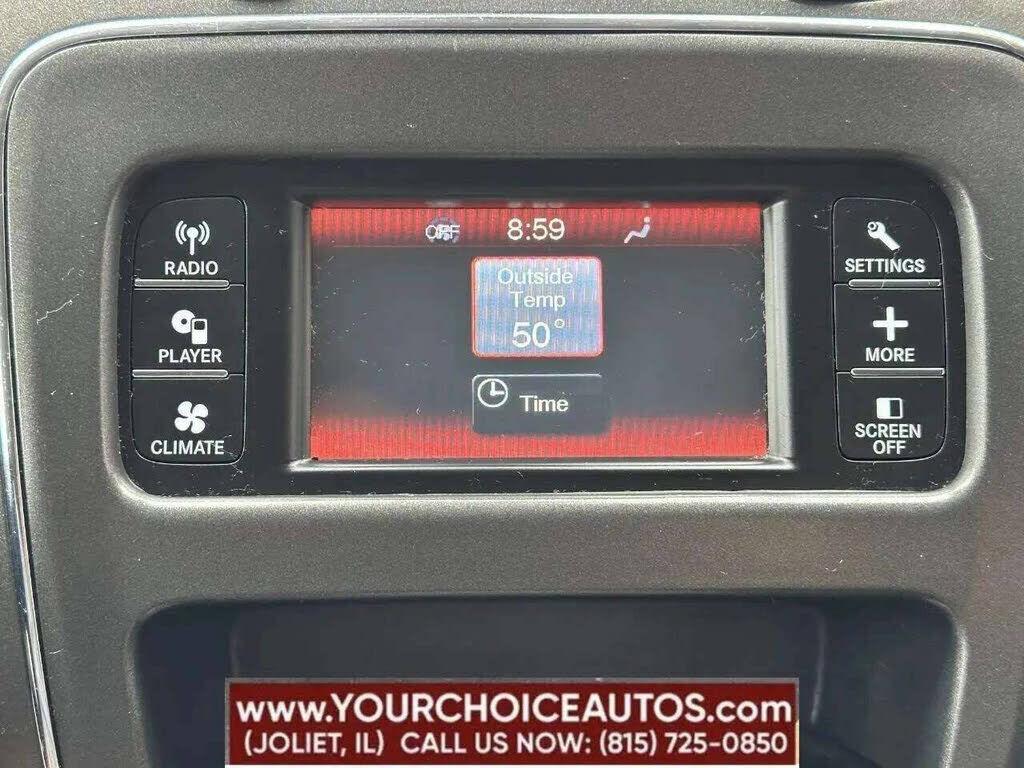 RADIO
PLAYER
CLIMATE
OFF 8:59
Outside
Temp
50°
Time
SETTINGS
MORE
SCREEN
OFF
www.YOURCHOICEAUTOS.com
(JOLIET, IL) CALL US NOW: (815) 725-0850